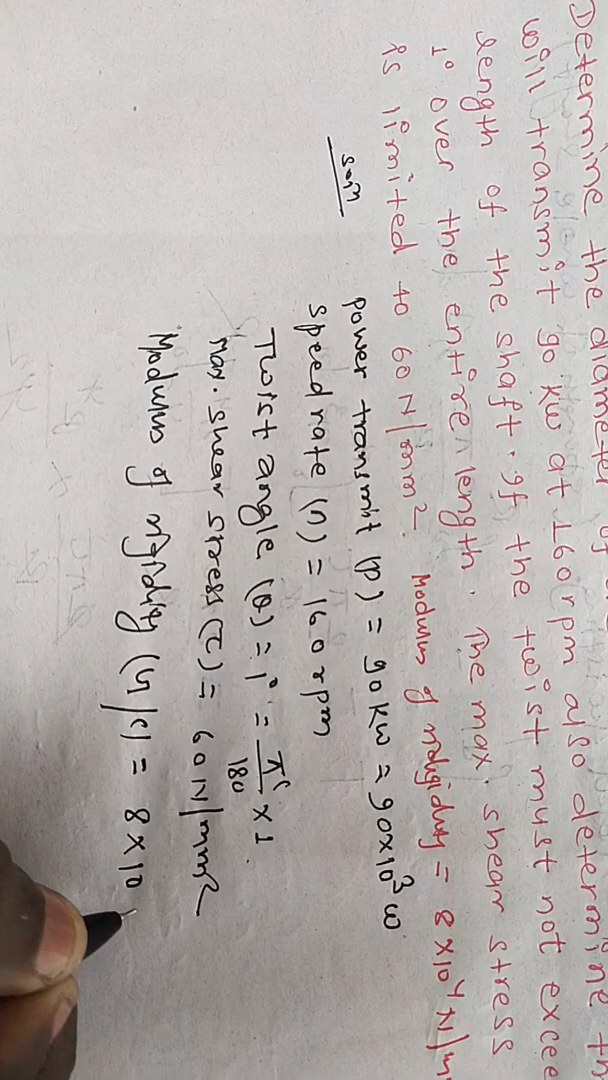 Determine the diameter of
will transmit 90 kW at 160 rpm also determine th
length of the shaft. If the twist must not excee
1° over the entire length. The max. shear stress
is limited to 60 N/mm². Modulus of rigidity = 8×10⁴ N/m
Soln
Power transmit (P) = 90 kW = 90×10³ W
Speed rate (n) = 160 rpm
Twist angle (θ) = 1° = πᶜ/180 × 1
Max. shear stress (τ) = 60 N/mm²
Modulus of rigidity (G/C) = 8×10